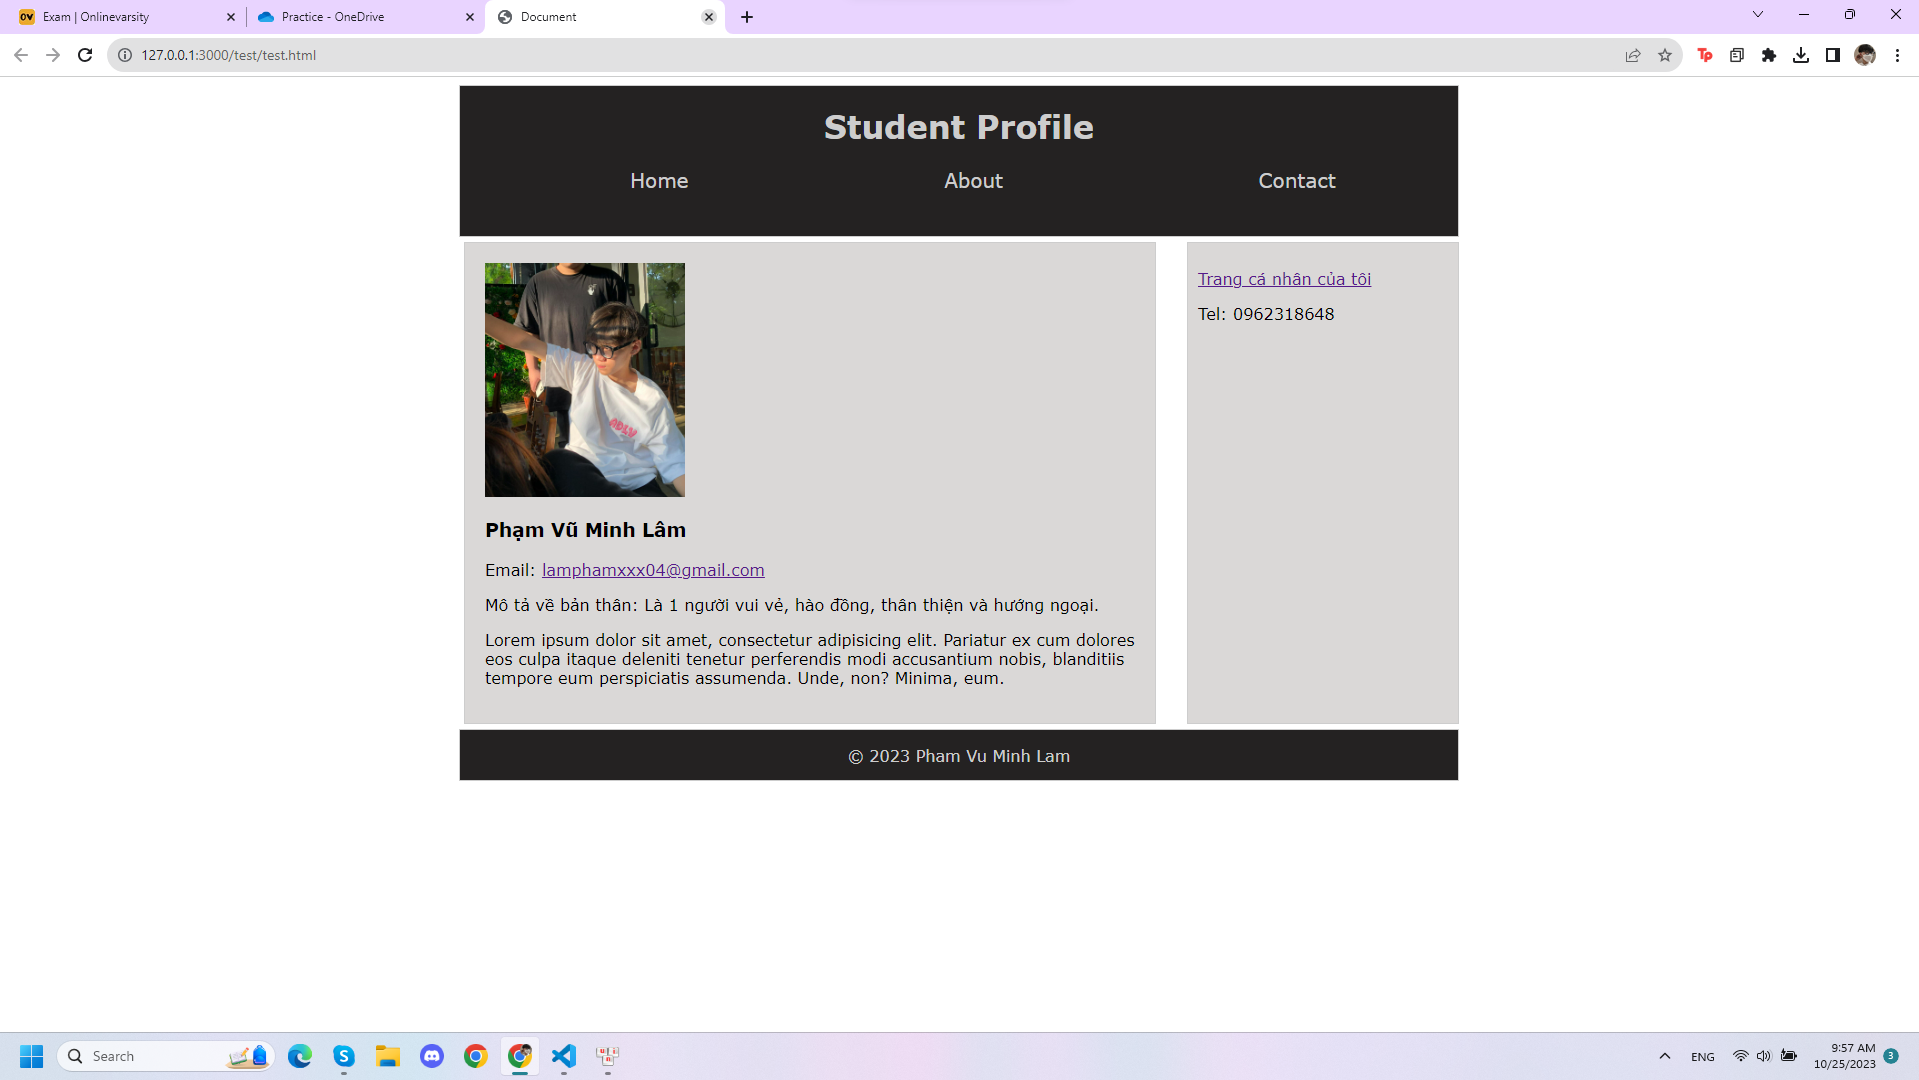 Exam | Onlinevarsity
Practice - OneDrive
Document
127.0.0.1:3000/test/test.html
Student Profile
Home
About
Contact
ADLV
Phạm Vũ Minh Lâm
Email: lamphamxxx04@gmail.com
Mô tả về bản thân: Là 1 người vui vẻ, hào đồng, thân thiện và hướng ngoại.
Lorem ipsum dolor sit amet, consectetur adipisicing elit. Pariatur ex cum dolores
eos culpa itaque deleniti tenetur perferendis modi accusantium nobis, blanditiis
tempore eum perspiciatis assumenda. Unde, non? Minima, eum.
Trang cá nhân của tôi
Tel: 0962318648
© 2023 Pham Vu Minh Lam
Search
ENG
9:57 AM
10/25/2023
3